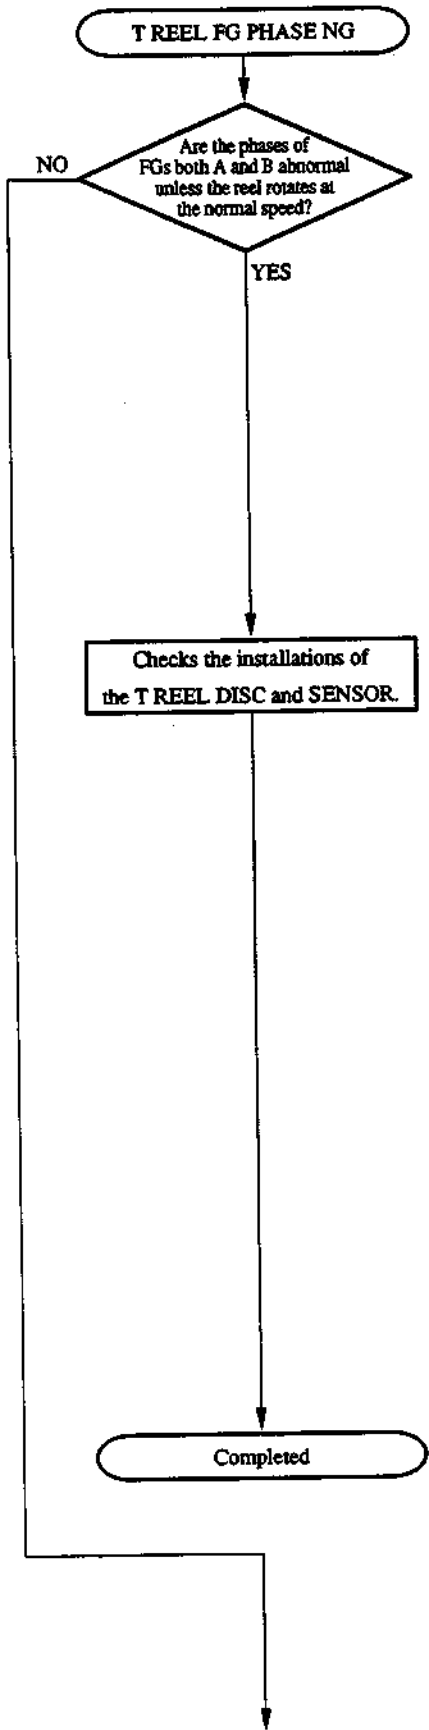 T REEL FG PHASE NG
Are the phases of
FGs both A and B abnormal
unless the reel rotates at
the normal speed?
NO
YES
Checks the installations of
the T REEL DISC and SENSOR.
Completed